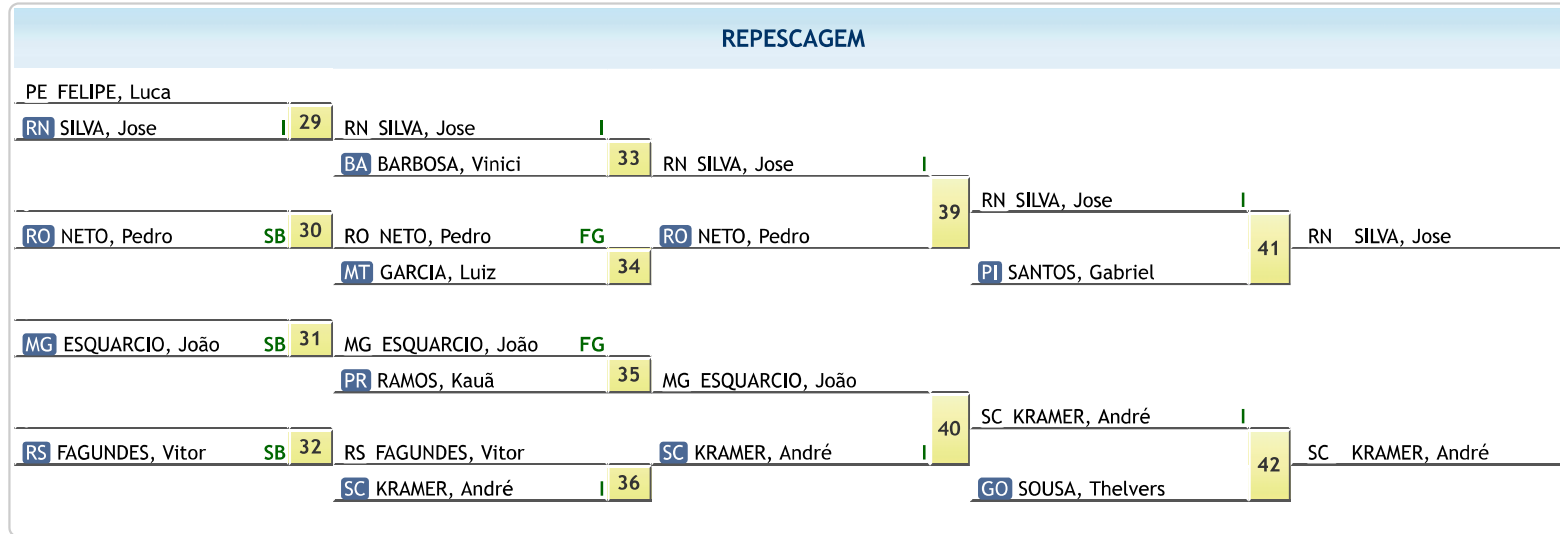 REPESCAGEM
PE FELIPE, Luca
RN SILVA, Jose I 29 RN SILVA, Jose I
BA BARBOSA, Vinici 33 RN SILVA, Jose I
39 RN SILVA, Jose I
RO NETO, Pedro SB 30 RO NETO, Pedro FG RO NETO, Pedro
41 RN SILVA, Jose
MT GARCIA, Luiz 34 PI SANTOS, Gabriel
MG ESQUARCIO, João SB 31 MG ESQUARCIO, João FG
PR RAMOS, Kauã 35 MG ESQUARCIO, João
40 SC KRAMER, André I
RS FAGUNDES, Vitor SB 32 RS FAGUNDES, Vitor SC KRAMER, André I
42 SC KRAMER, André
SC KRAMER, André I 36 GO SOUSA, Thelvers